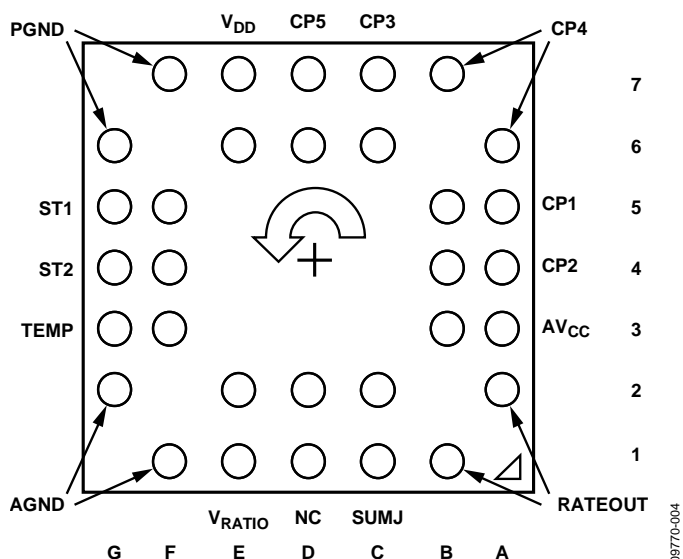 PGND
VDD CP5 CP3
CP4
7
6
ST1 CP1 5
ST2 CP2 4
TEMP AVCC 3
2
1
AGND
RATEOUT
VRATIO NC SUMJ
G F E D C B A
09770-004